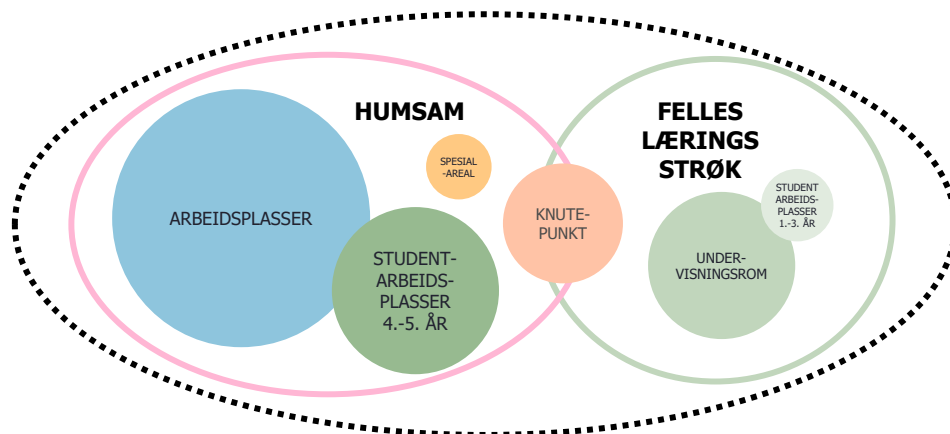 HUMSAM
ARBEIDSPLASSER
SPESIAL
-AREAL
STUDENT-
ARBEIDS-
PLASSER
4.-5. ÅR
KNUTE-
PUNKT
FELLES
LÆRINGS
STRØK
STUDENT
ARBEIDS-
PLASSER
1.-3. ÅR
UNDER-
VISNINGSROM